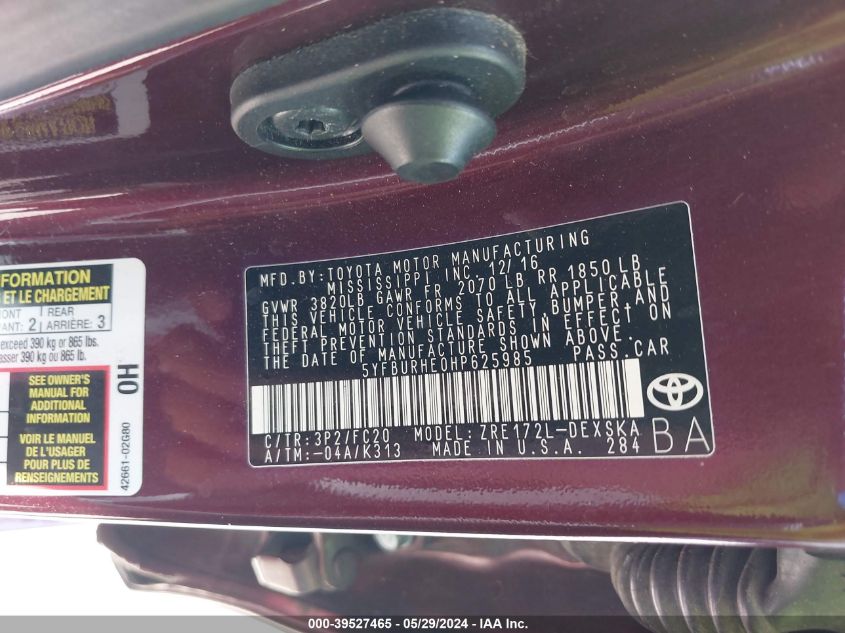 MFD.BY:TOYOTA MOTOR MANUFACTURING
MISSISSIPPI INC. 12/16
GVWR 3820LB GAWR FR 2070 LB RR 1850 LB
THIS VEHICLE CONFORMS TO ALL APPLICABLE
FEDERAL MOTOR VEHICLE SAFETY,BUMPER,AND
THEFT PREVENTION STANDARDS IN EFFECT ON
THE DATE OF MANUFACTURE SHOWN ABOVE.
5YFBURHE0HP625985 PASS.CAR
C/TR:3P2/FC20 MODEL:ZRE172L-DEXSKA
A/TM:-04A/K313 MADE IN U.S.A. 284
BA
FORMATION
ET LE CHARGEMENT
REAR
2 ARRIÈRE: 3
exceed 390 kg or 865 lbs.
390 kg ou 865 lb.
SEE OWNER'S
MANUAL FOR
ADDITIONAL
INFORMATION
VOIR LE MANUEL
DE L'USAGER
POUR PLUS DE
RENSEIGNEMENTS
0H
42661-02G80
000-39527465 - 05/29/2024 - IAA Inc.